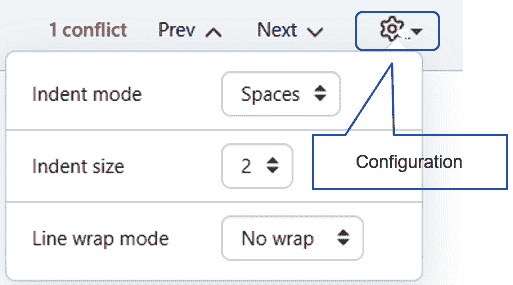 1 conflict Prev Next
Indent mode Spaces
Configuration
Indent size 2
Line wrap mode No wrap